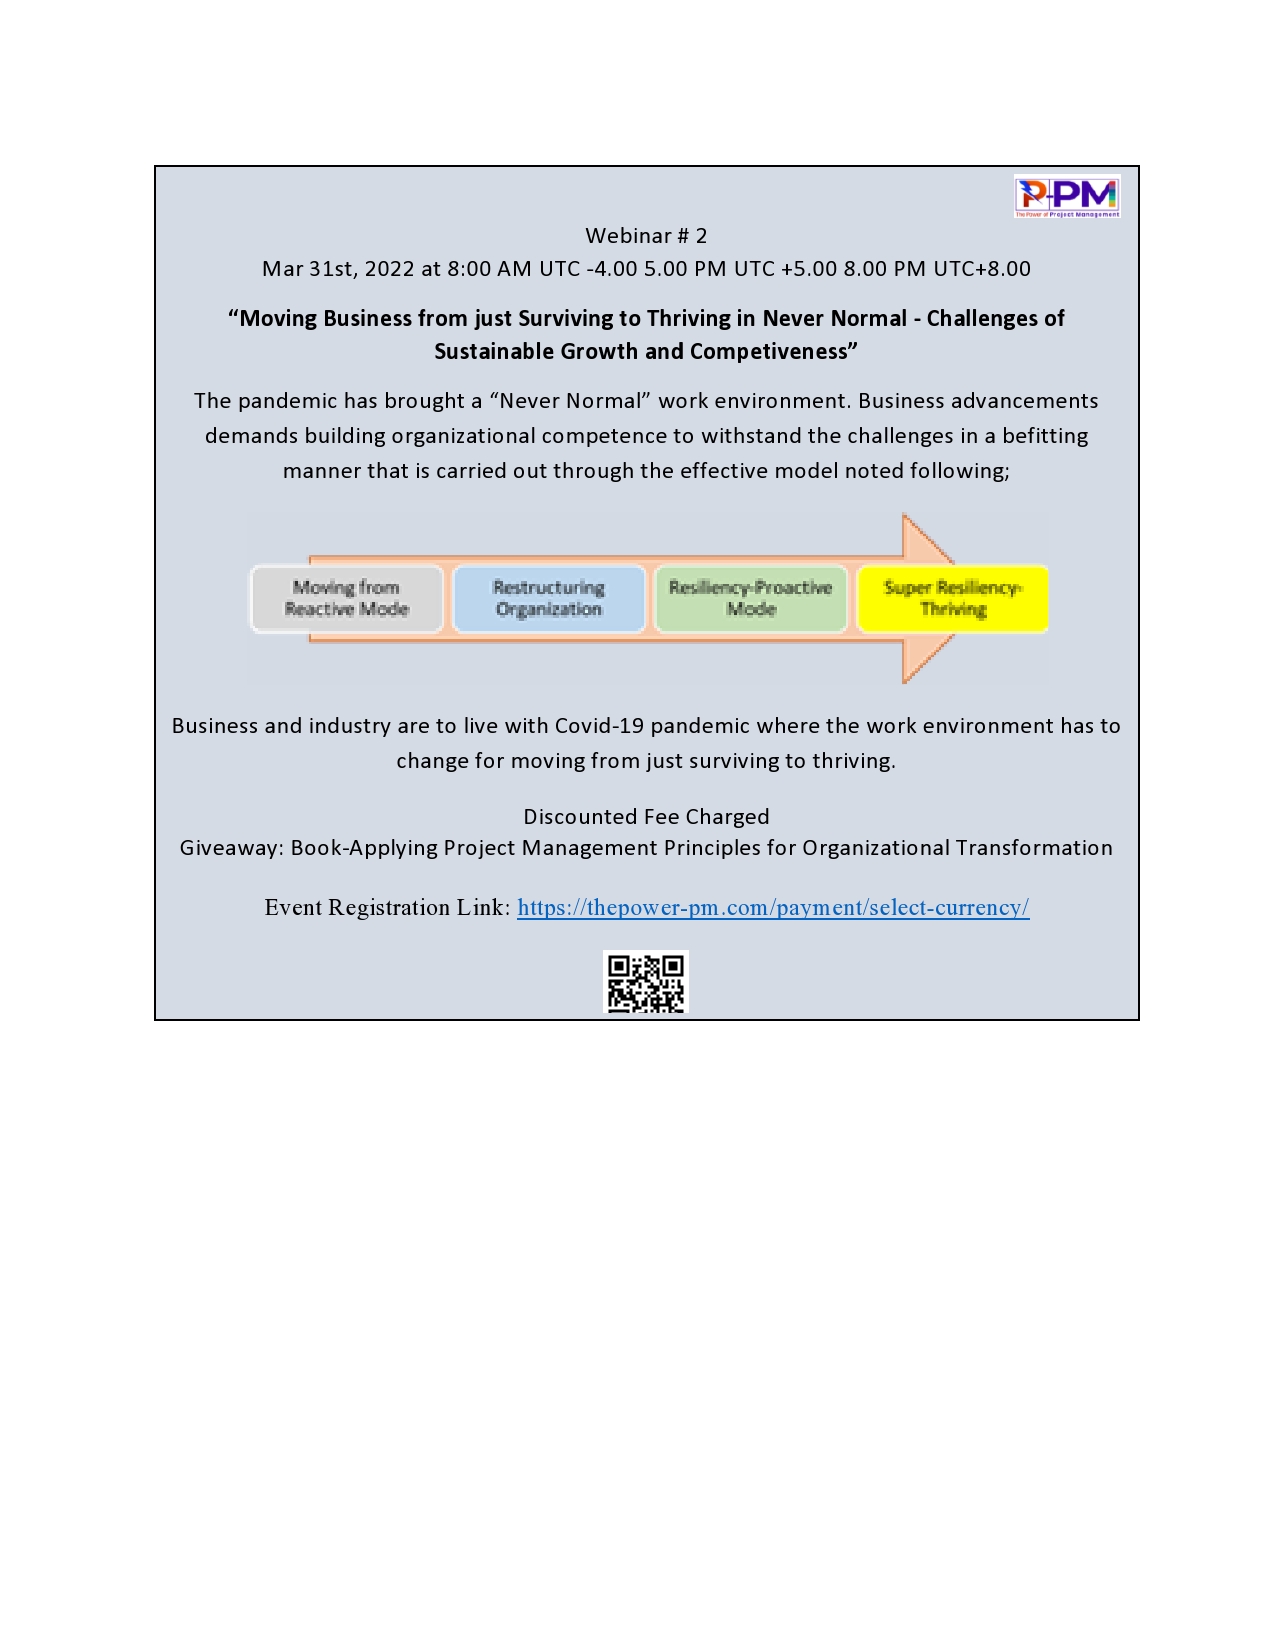 P-PM
The Power of Project Management
Webinar # 2
Mar 31st, 2022 at 8:00 AM UTC -4.00 5.00 PM UTC +5.00 8.00 PM UTC+8.00
“Moving Business from just Surviving to Thriving in Never Normal - Challenges of
Sustainable Growth and Competiveness”
The pandemic has brought a “Never Normal” work environment. Business advancements
demands building organizational competence to withstand the challenges in a befitting
manner that is carried out through the effective model noted following;
Moving from
Reactive Mode
Restructuring
Organization
Resiliency-Proactive
Mode
Super Resiliency-
Thriving
Business and industry are to live with Covid-19 pandemic where the work environment has to
change for moving from just surviving to thriving.
Discounted Fee Charged
Giveaway: Book-Applying Project Management Principles for Organizational Transformation
Event Registration Link: https://thepower-pm.com/payment/select-currency/